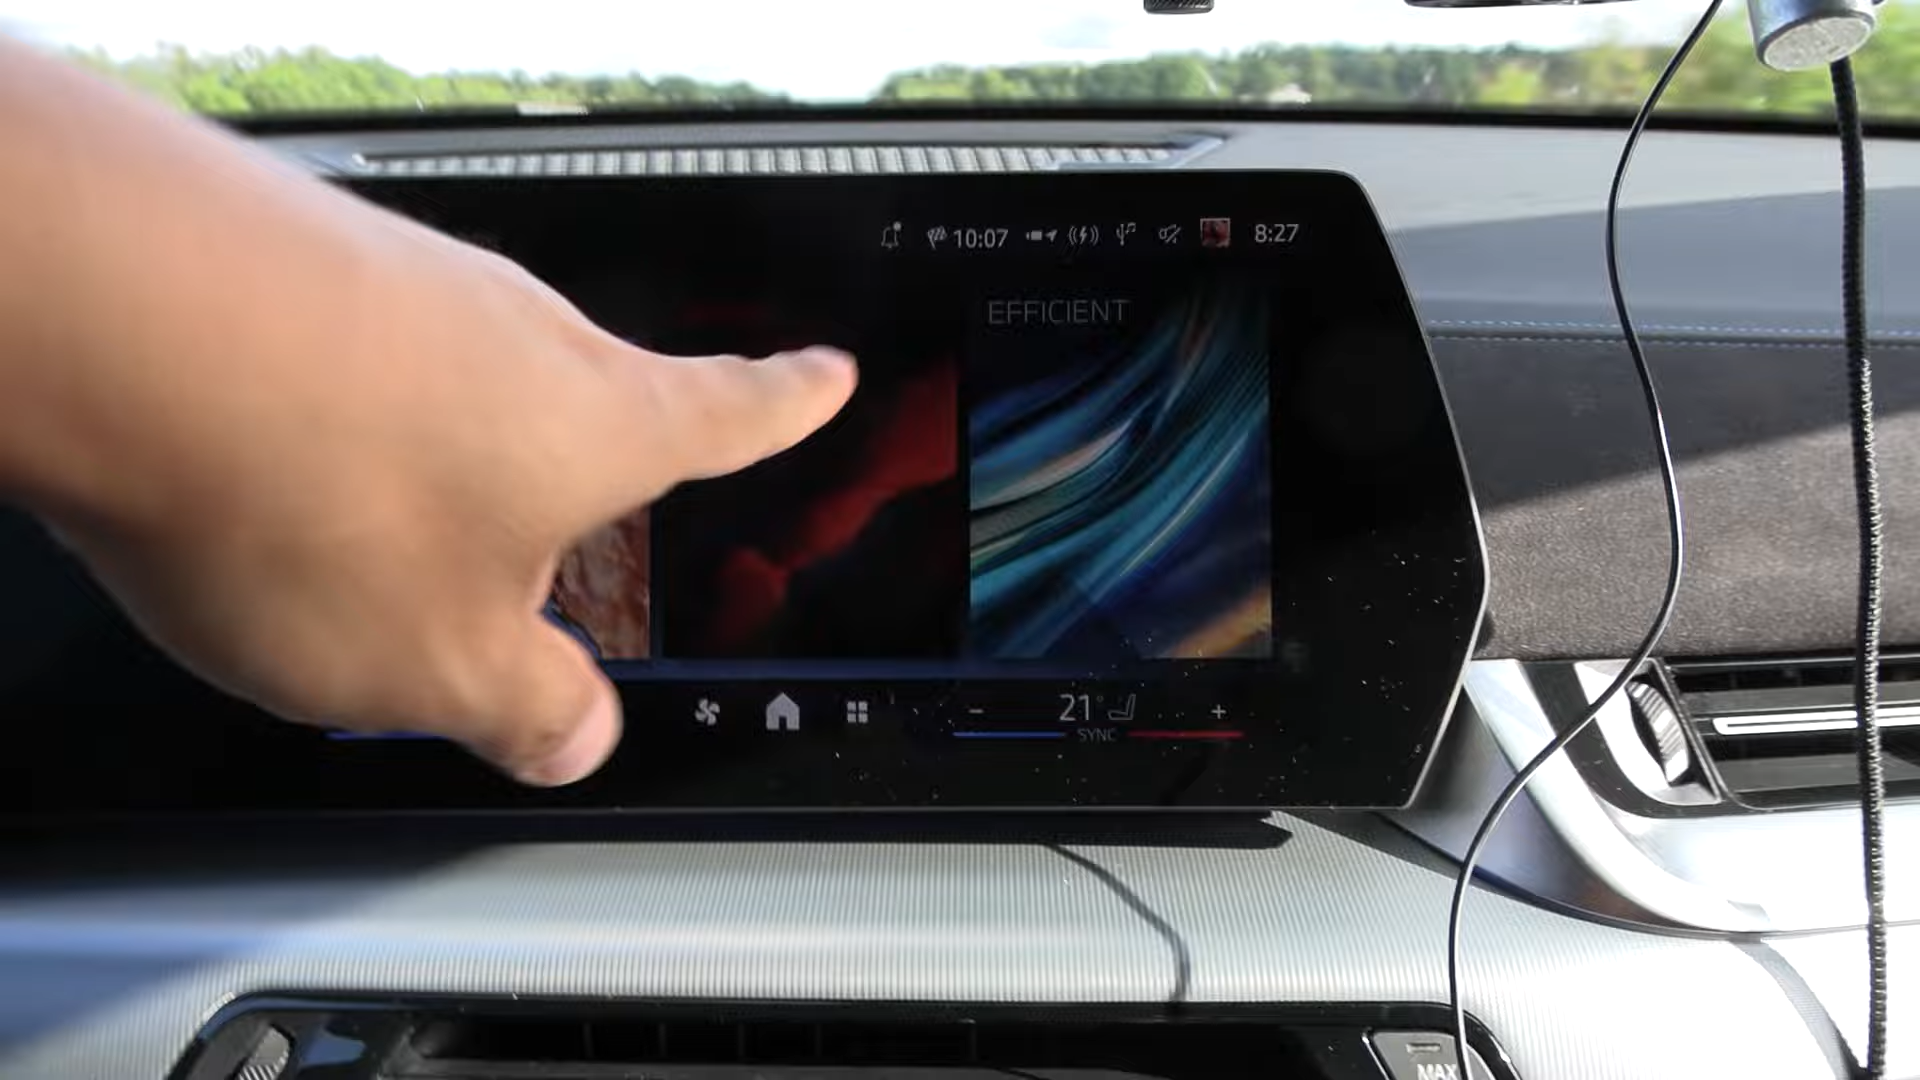 10:07 8:27
EFFICIENT
− 21° +
SYNC
MAX